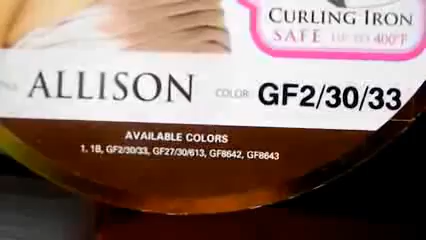 CURLING IRON
SAFE UP TO 400°F
ALLISON COLOR: GF2/30/33
AVAILABLE COLORS
1, 1B, GF2/30/33, GF27/30/613, GF8642, GF8643